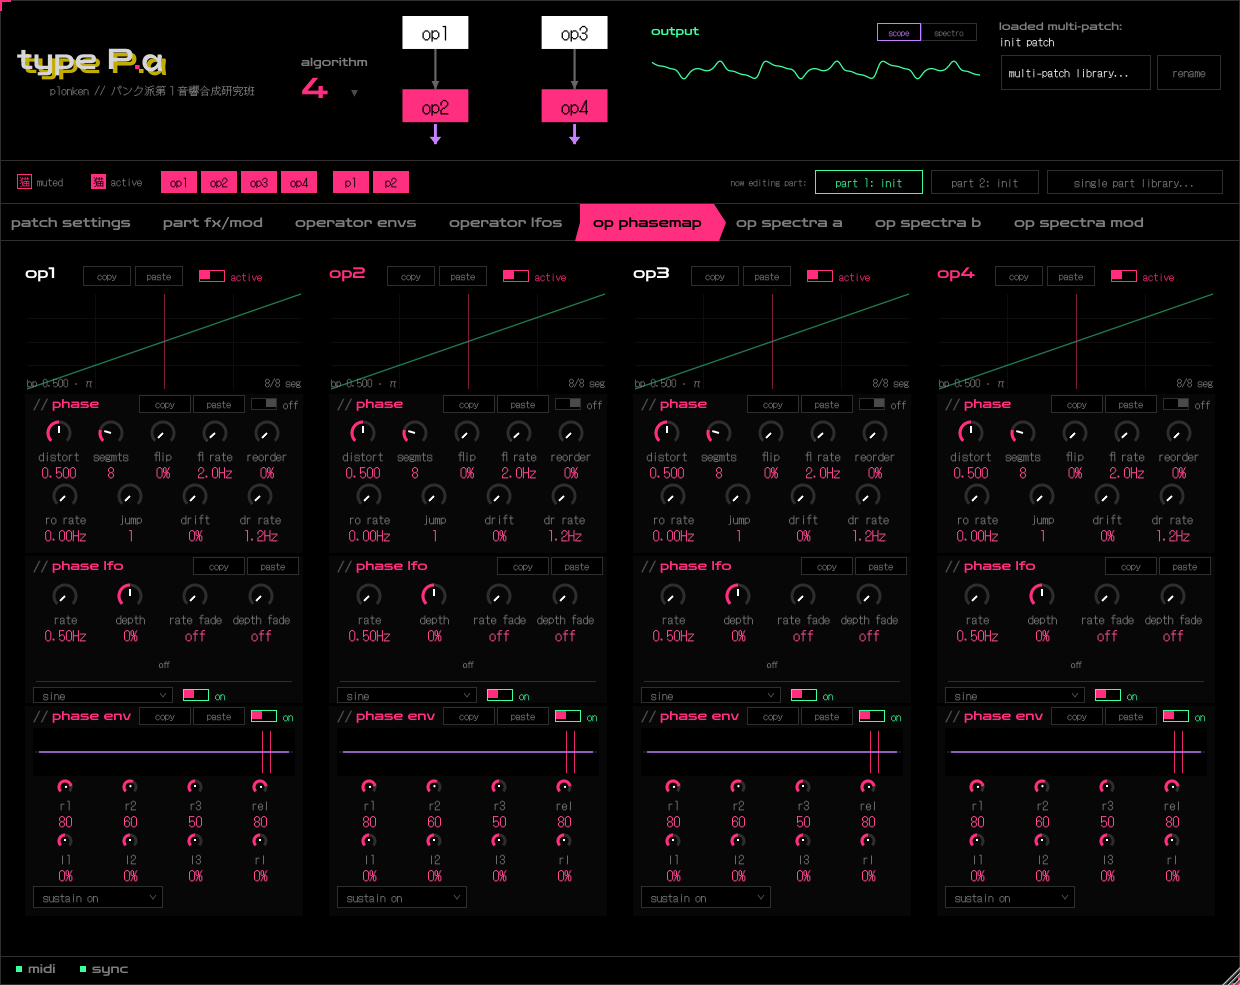 type P.a
plonken // パンク派第1音響合成研究班
algorithm
4
op1
op3
op2
op4
output
scope
spectro
loaded multi-patch:
init patch
multi-patch library...
rename
猫 muted
猫 active
op1 op2 op3 op4 p1 p2
now editing part:
part 1: init
part 2: init
single part library...
patch settings
part fx/mod
operator envs
operator lfos
op phasemap
op spectra a
op spectra b
op spectra mod
op1 copy paste active
bp 0.500 · π 8/8 seg
// phase copy paste off
distort segmts flip fl rate reorder
0.500 8 0% 2.0Hz 0%
ro rate jump drift dr rate
0.00Hz 1 0% 1.2Hz
// phase lfo copy paste
rate depth rate fade depth fade
0.50Hz 0% off off
off
sine on
// phase env copy paste on
r1 r2 r3 rel
80 60 50 80
l1 l2 l3 rl
0% 0% 0% 0%
sustain on
op2 copy paste active
bp 0.500 · π 8/8 seg
// phase copy paste off
distort segmts flip fl rate reorder
0.500 8 0% 2.0Hz 0%
ro rate jump drift dr rate
0.00Hz 1 0% 1.2Hz
// phase lfo copy paste
rate depth rate fade depth fade
0.50Hz 0% off off
off
sine on
// phase env copy paste on
r1 r2 r3 rel
80 60 50 80
l1 l2 l3 rl
0% 0% 0% 0%
sustain on
op3 copy paste active
bp 0.500 · π 8/8 seg
// phase copy paste off
distort segmts flip fl rate reorder
0.500 8 0% 2.0Hz 0%
ro rate jump drift dr rate
0.00Hz 1 0% 1.2Hz
// phase lfo copy paste
rate depth rate fade depth fade
0.50Hz 0% off off
off
sine on
// phase env copy paste on
r1 r2 r3 rel
80 60 50 80
l1 l2 l3 rl
0% 0% 0% 0%
sustain on
op4 copy paste active
bp 0.500 · π 8/8 seg
// phase copy paste off
distort segmts flip fl rate reorder
0.500 8 0% 2.0Hz 0%
ro rate jump drift dr rate
0.00Hz 1 0% 1.2Hz
// phase lfo copy paste
rate depth rate fade depth fade
0.50Hz 0% off off
off
sine on
// phase env copy paste on
r1 r2 r3 rel
80 60 50 80
l1 l2 l3 rl
0% 0% 0% 0%
sustain on
midi sync